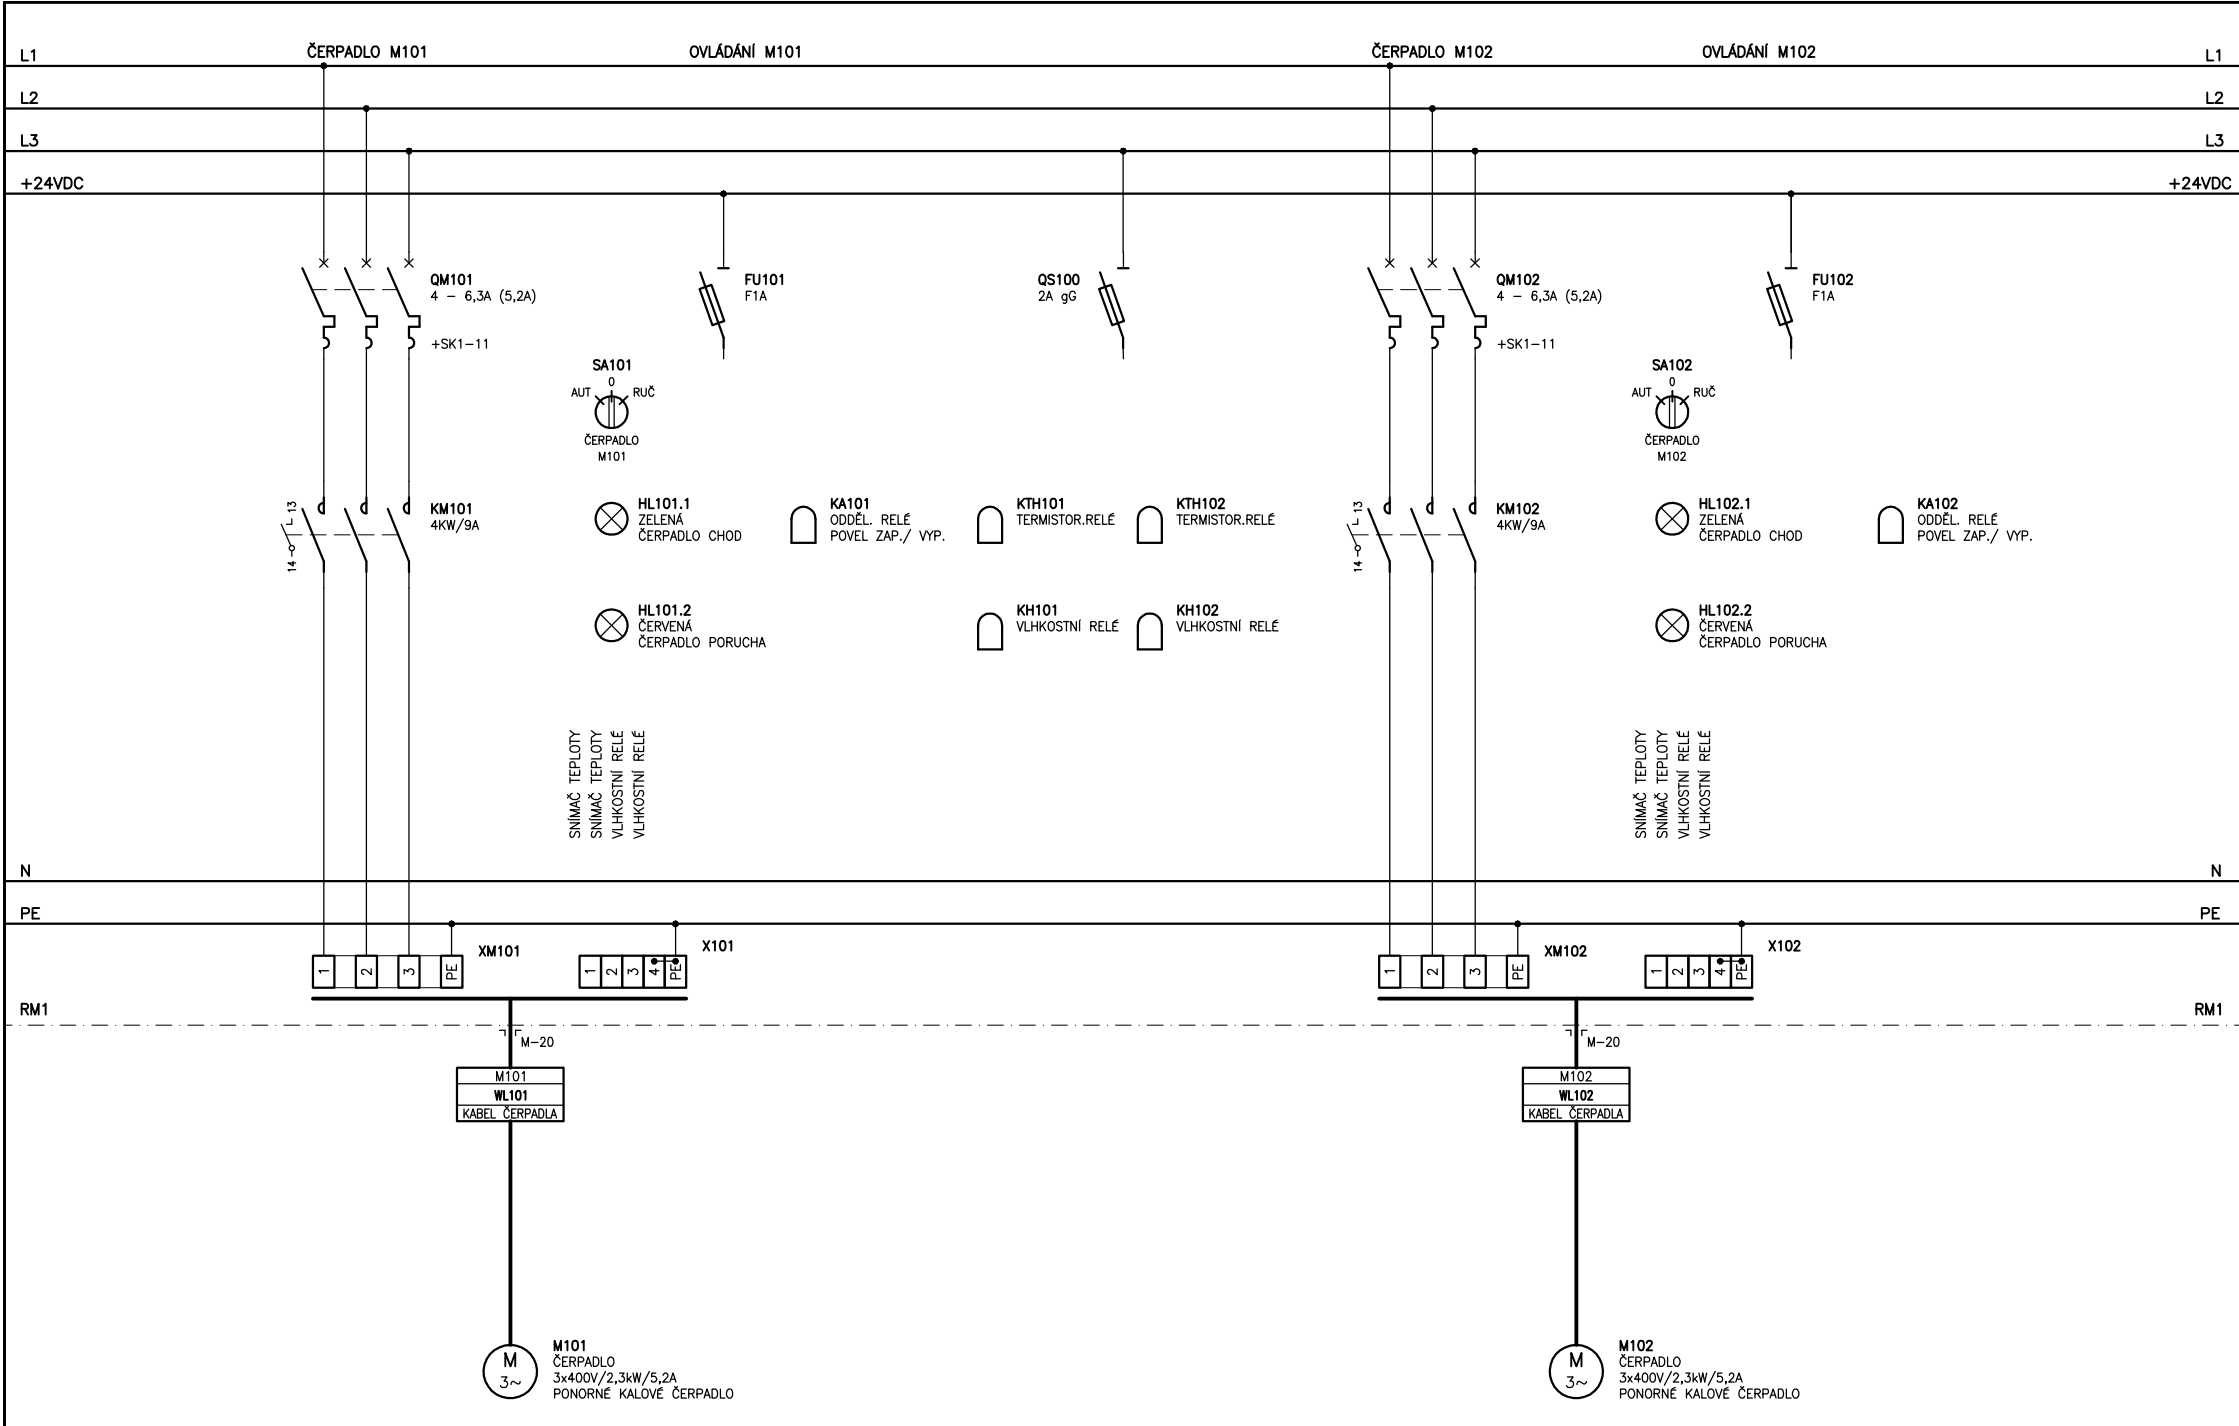 L1
ČERPADLO M101
OVLÁDÁNÍ M101
ČERPADLO M102
OVLÁDÁNÍ M102
L1
L2
L2
L3
L3
+24VDC
+24VDC
QM101
4 - 6,3A (5,2A)
+SK1-11
FU101
F1A
QS100
2A gG
QM102
4 - 6,3A (5,2A)
+SK1-11
FU102
F1A
SA101
0
AUT
RUČ
ČERPADLO
M101
SA102
0
AUT
RUČ
ČERPADLO
M102
13
14
KM101
4KW/9A
HL101.1
ZELENÁ
ČERPADLO CHOD
KA101
ODDĚL. RELÉ
POVEL ZAP./ VYP.
KTH101
TERMISTOR.RELÉ
KTH102
TERMISTOR.RELÉ
13
14
KM102
4KW/9A
HL102.1
ZELENÁ
ČERPADLO CHOD
KA102
ODDĚL. RELÉ
POVEL ZAP./ VYP.
HL101.2
ČERVENÁ
ČERPADLO PORUCHA
KH101
VLHKOSTNÍ RELÉ
KH102
VLHKOSTNÍ RELÉ
HL102.2
ČERVENÁ
ČERPADLO PORUCHA
SNÍMAČ TEPLOTY
SNÍMAČ TEPLOTY
VLHKOSTNÍ RELÉ
VLHKOSTNÍ RELÉ
SNÍMAČ TEPLOTY
SNÍMAČ TEPLOTY
VLHKOSTNÍ RELÉ
VLHKOSTNÍ RELÉ
N
N
PE
PE
1
2
3
PE
XM101
1
2
3
4
PE
X101
1
2
3
PE
XM102
1
2
3
4
PE
X102
RM1
RM1
M-20
M-20
M101
WL101
KABEL ČERPADLA
M102
WL102
KABEL ČERPADLA
M
3~
M101
ČERPADLO
3x400V/2,3kW/5,2A
PONORNÉ KALOVÉ ČERPADLO
M
3~
M102
ČERPADLO
3x400V/2,3kW/5,2A
PONORNÉ KALOVÉ ČERPADLO